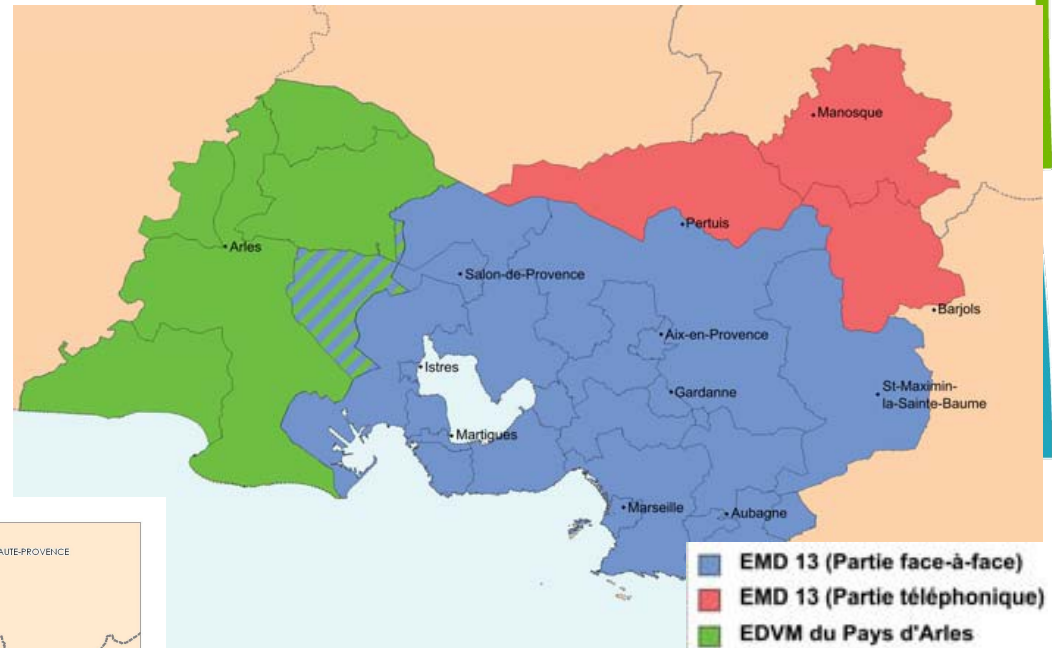 Manosque
Pertuis
Arles
Salon-de-Provence
Barjols
Aix-en-Provence
Istres
Gardanne
St-Maximin-
la-Sainte-Baume
Martigues
Marseille
Aubagne
AUTE-PROVENCE
EMD 13 (Partie face-à-face)
EMD 13 (Partie téléphonique)
EDVM du Pays d'Arles